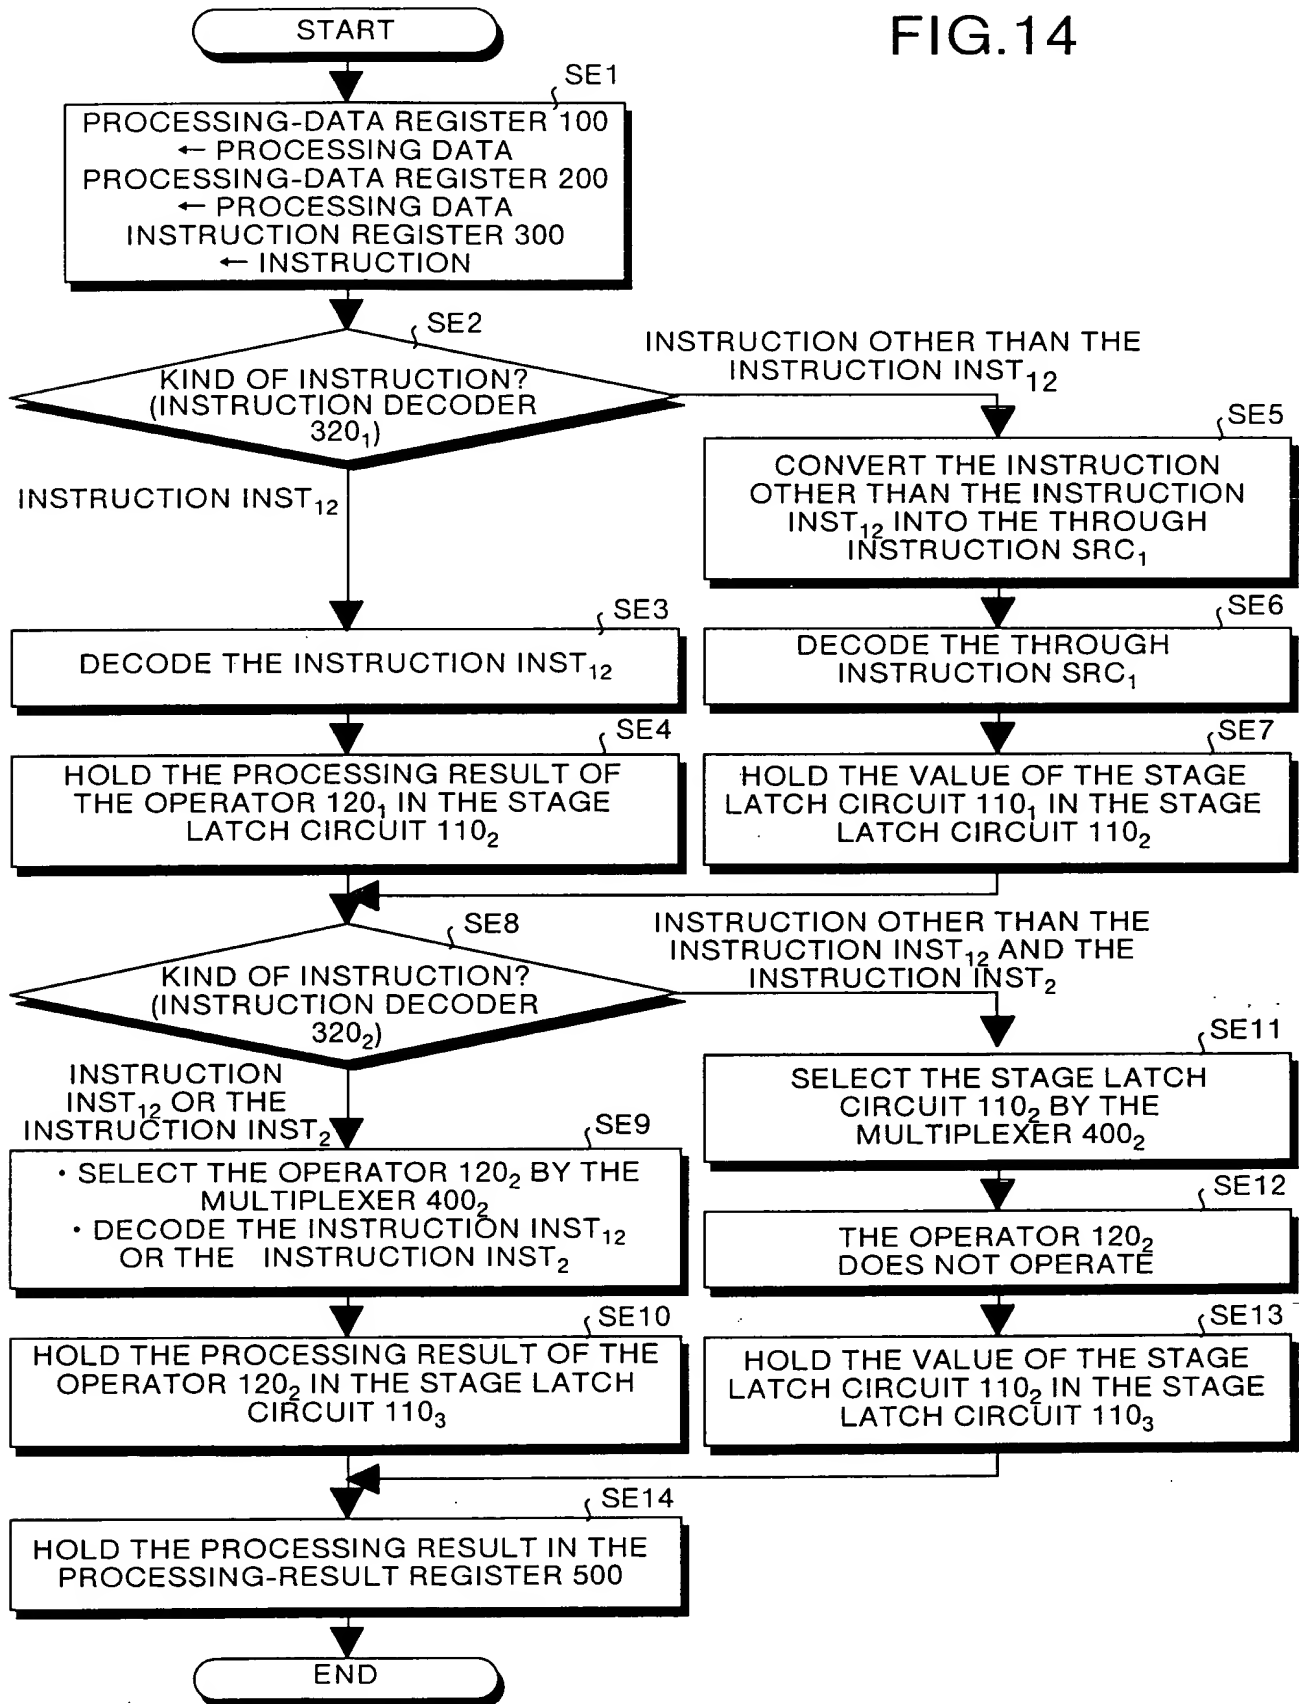 FIG.14
START
SE1
PROCESSING-DATA REGISTER 100
← PROCESSING DATA
PROCESSING-DATA REGISTER 200
← PROCESSING DATA
INSTRUCTION REGISTER 300
← INSTRUCTION
SE2
KIND OF INSTRUCTION?
(INSTRUCTION DECODER
320₁)
INSTRUCTION OTHER THAN THE
INSTRUCTION INST₁₂
INSTRUCTION INST₁₂
SE5
CONVERT THE INSTRUCTION
OTHER THAN THE INSTRUCTION
INST₁₂ INTO THE THROUGH
INSTRUCTION SRC₁
SE3
DECODE THE INSTRUCTION INST₁₂
SE6
DECODE THE THROUGH
INSTRUCTION SRC₁
SE4
HOLD THE PROCESSING RESULT OF
THE OPERATOR 120₁ IN THE STAGE
LATCH CIRCUIT 110₂
SE7
HOLD THE VALUE OF THE STAGE
LATCH CIRCUIT 110₁ IN THE STAGE
LATCH CIRCUIT 110₂
SE8
KIND OF INSTRUCTION?
(INSTRUCTION DECODER
320₂)
INSTRUCTION OTHER THAN THE
INSTRUCTION INST₁₂ AND THE
INSTRUCTION INST₂
INSTRUCTION
INST₁₂ OR THE
INSTRUCTION INST₂
SE11
SELECT THE STAGE LATCH
CIRCUIT 110₂ BY THE
MULTIPLEXER 400₂
SE9
・SELECT THE OPERATOR 120₂ BY THE
MULTIPLEXER 400₂
・DECODE THE INSTRUCTION INST₁₂
OR THE INSTRUCTION INST₂
SE12
THE OPERATOR 120₂
DOES NOT OPERATE
SE10
HOLD THE PROCESSING RESULT OF THE
OPERATOR 120₂ IN THE STAGE LATCH
CIRCUIT 110₃
SE13
HOLD THE VALUE OF THE STAGE
LATCH CIRCUIT 110₂ IN THE STAGE
LATCH CIRCUIT 110₃
SE14
HOLD THE PROCESSING RESULT IN THE
PROCESSING-RESULT REGISTER 500
END